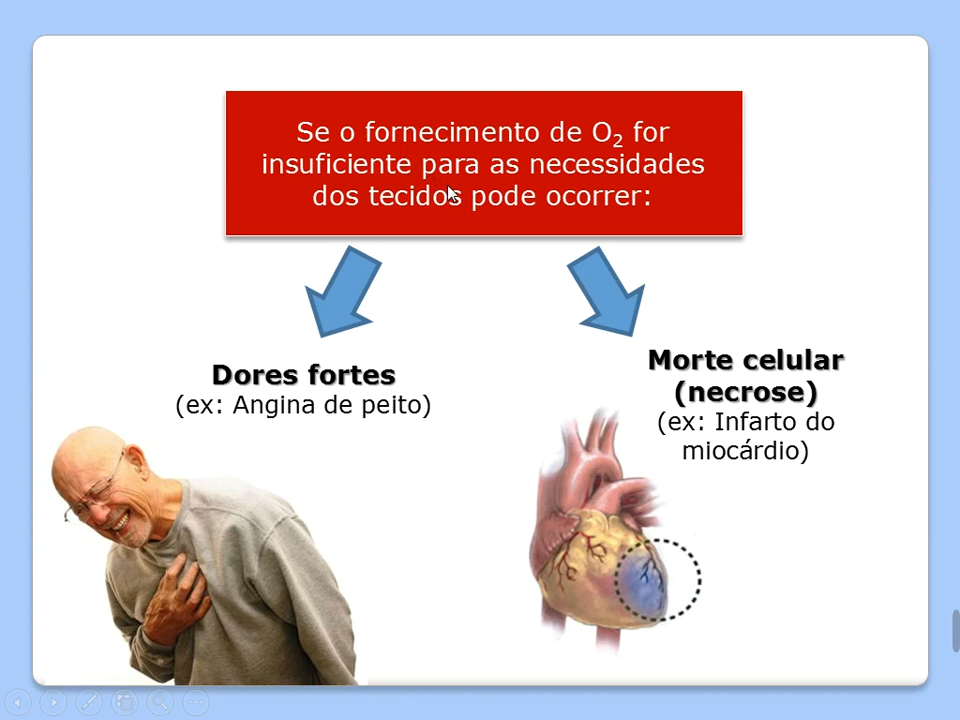 Se o fornecimento de O₂ for
insuficiente para as necessidades
dos tecidos pode ocorrer:
Dores fortes
(ex: Angina de peito)
Morte celular
(necrose)
(ex: Infarto do
miocárdio)